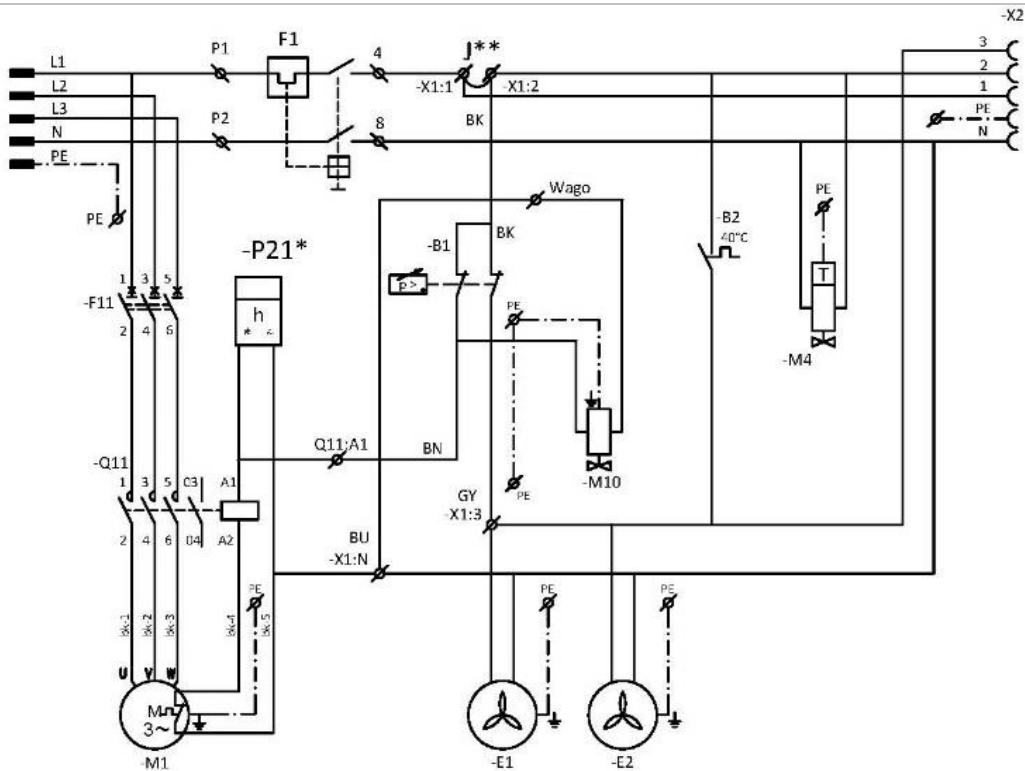 -X2
P1
F1
4
J**
3
L1
2
-X1:1
-X1:2
L2
1
L3
P2
8
BK
PE
N
N
PE
Wago
PE
PE
-B2
40°C
-P21*
-B1
BK
T
1 3 5
P>
-F11
h
PE
2 4 6
-M4
Q11:A1
BN
-Q11
-M10
1 3 5 03 A1
PE
GY
-X1:3
2 4 6 04 A2
BU
-X1:N
PE
PE
PE
bk-1
bk-2
bk-3
bk-4
bk-5
U V W
M
3~
-M1
-E1
-E2